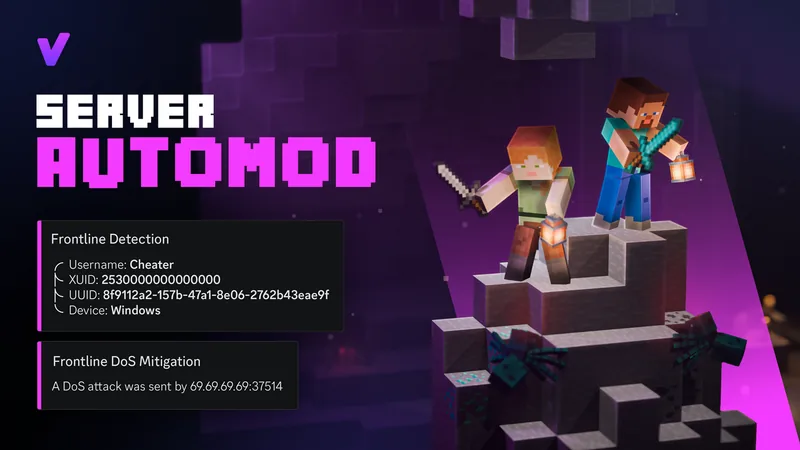 SERVER
AUTOMOD
Frontline Detection
Username: Cheater
XUID: 2530000000000000
UUID: 8f9112a2-157b-47a1-8e06-2762b43eae9f
Device: Windows
Frontline DoS Mitigation
A DoS attack was sent by 69.69.69.69:37514